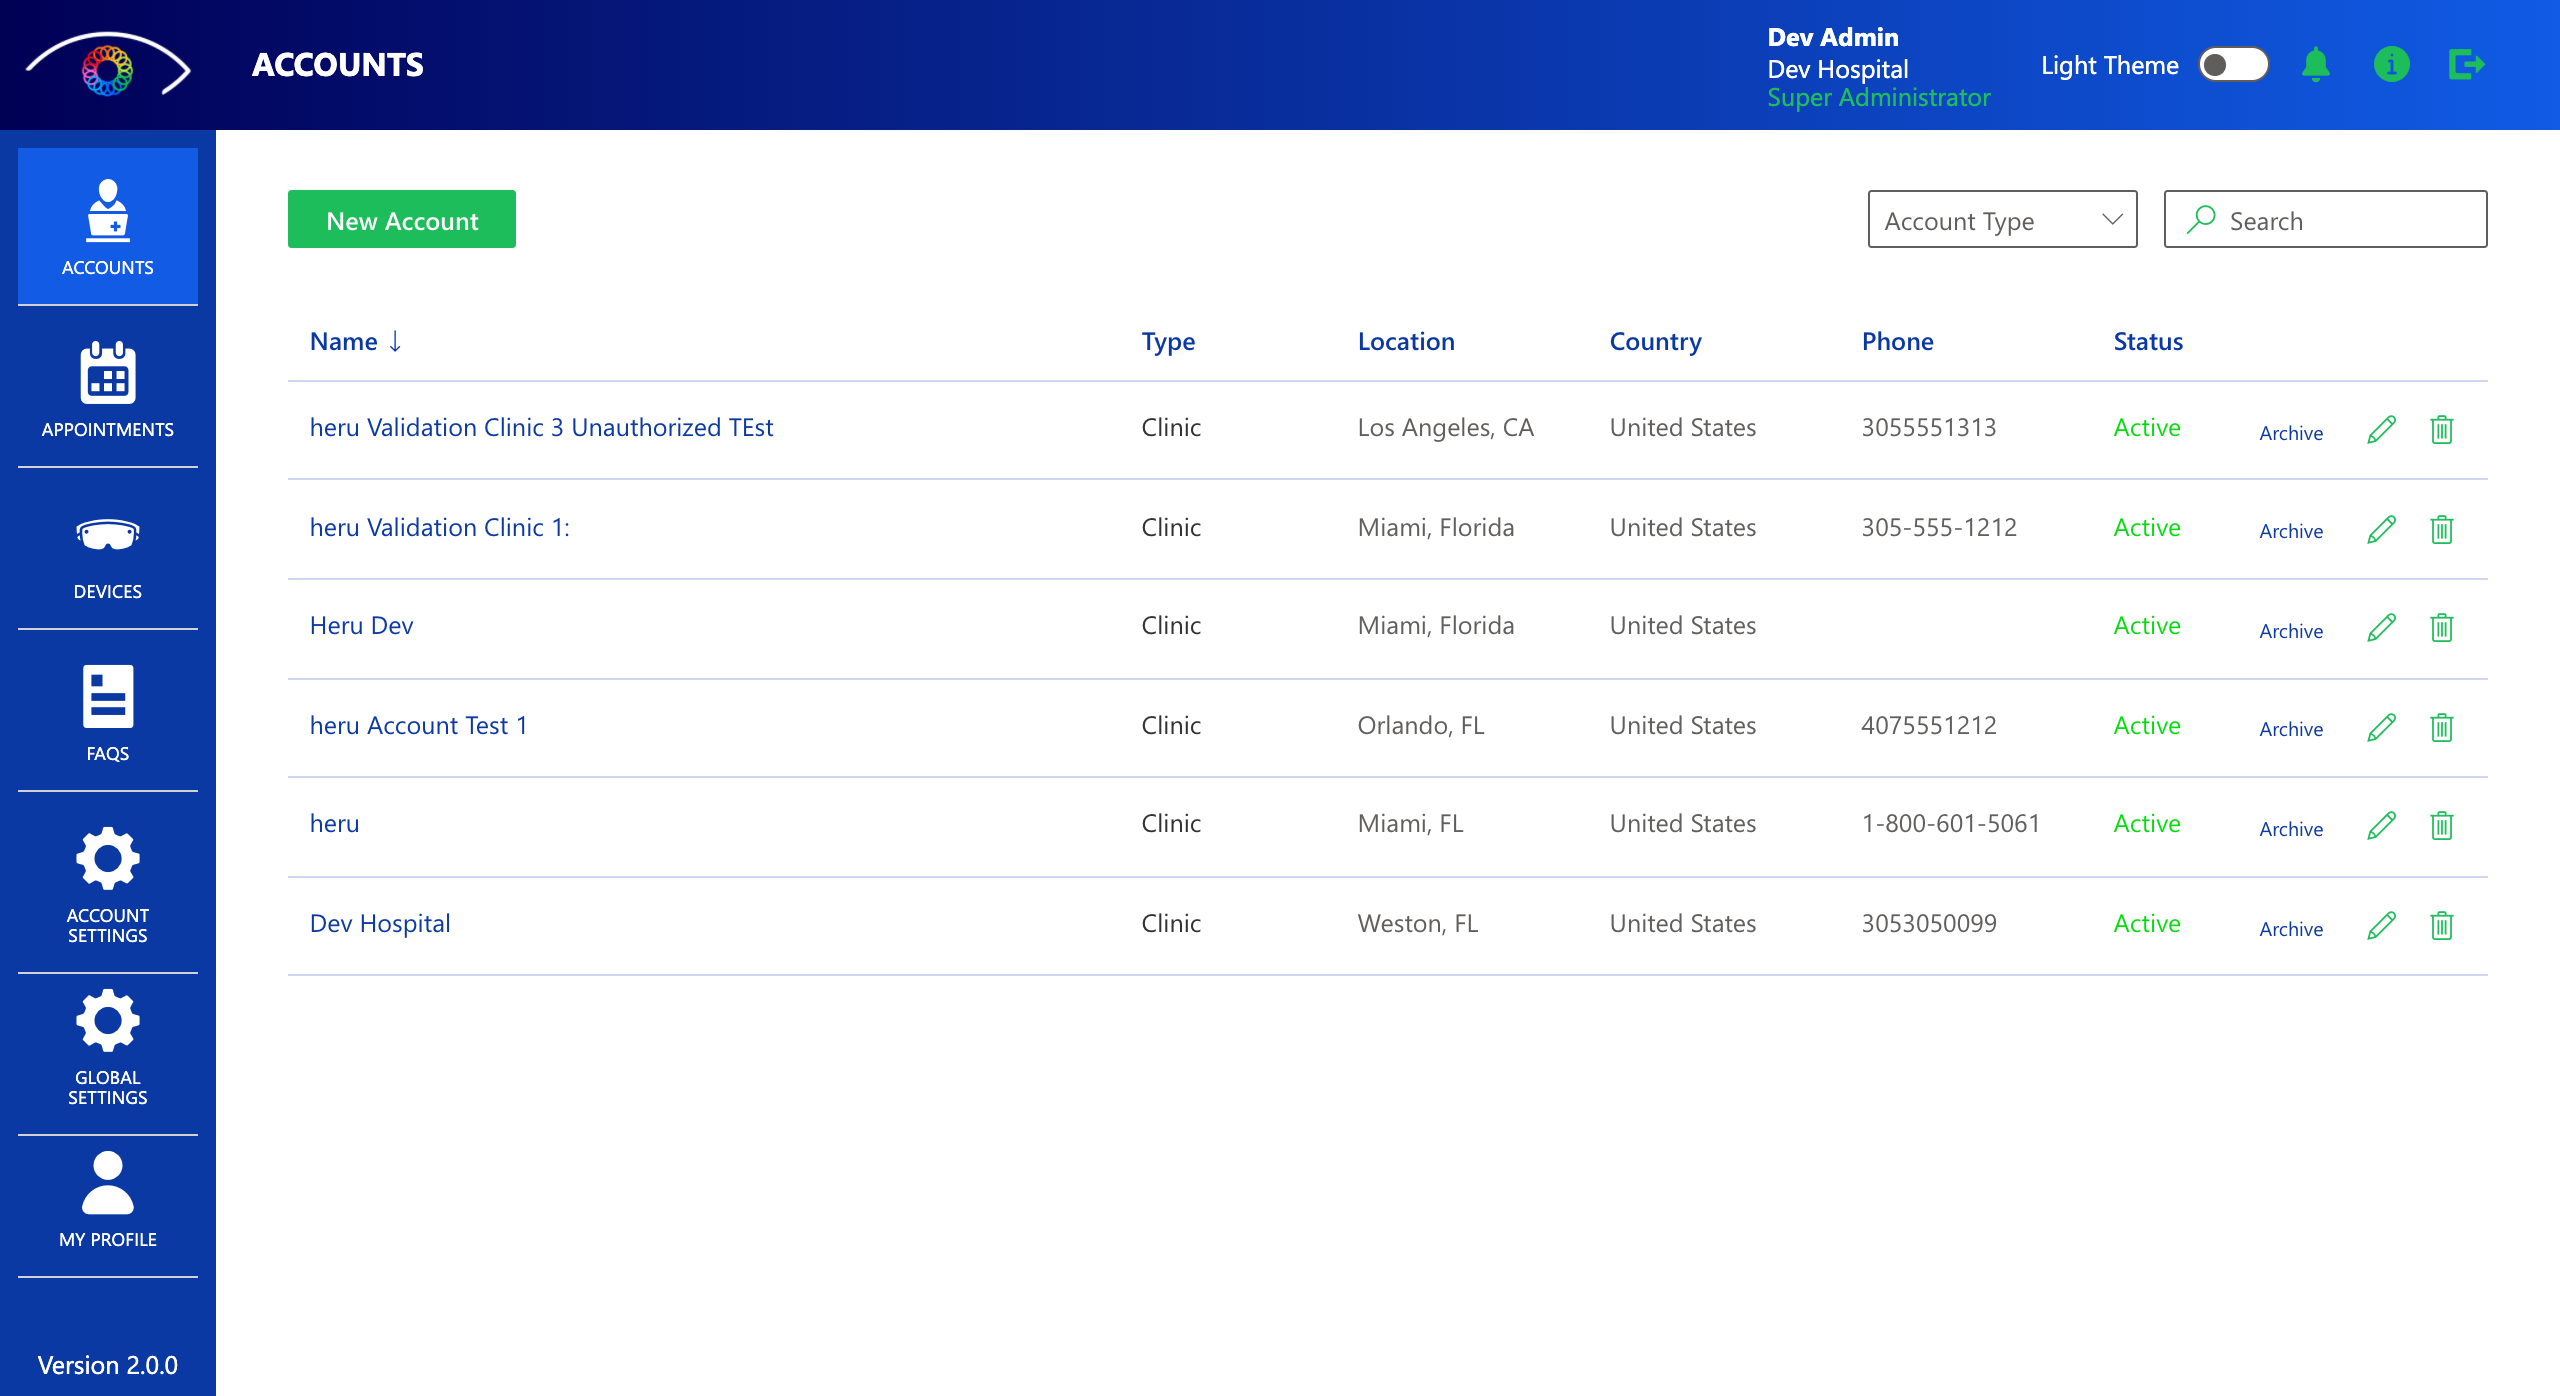 ACCOUNTS
Dev Admin
Dev Hospital
Super Administrator
Light Theme
ACCOUNTS
APPOINTMENTS
DEVICES
FAQS
ACCOUNT
SETTINGS
GLOBAL
SETTINGS
MY PROFILE
Version 2.0.0
New Account
Account Type
Search
Name ↓ Type Location Country Phone Status
heru Validation Clinic 3 Unauthorized TEst Clinic Los Angeles, CA United States 3055551313 Active Archive
heru Validation Clinic 1: Clinic Miami, Florida United States 305-555-1212 Active Archive
Heru Dev Clinic Miami, Florida United States Active Archive
heru Account Test 1 Clinic Orlando, FL United States 4075551212 Active Archive
heru Clinic Miami, FL United States 1-800-601-5061 Active Archive
Dev Hospital Clinic Weston, FL United States 3053050099 Active Archive